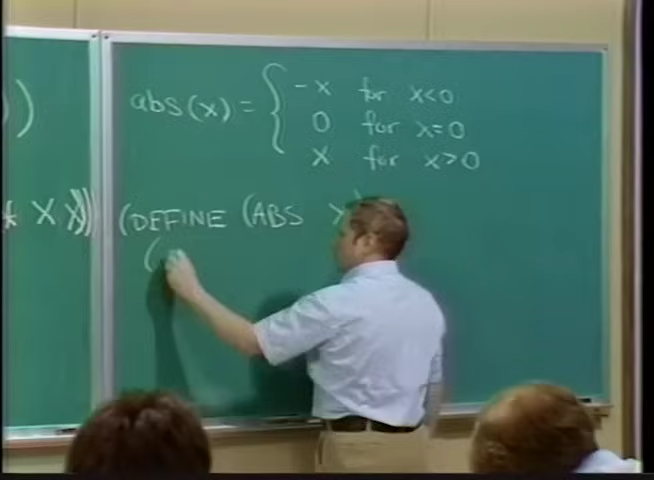 )
* X X)))
abs(x) = { -x for x<0
0 for x=0
x for x>0
(DEFINE (ABS X)
(